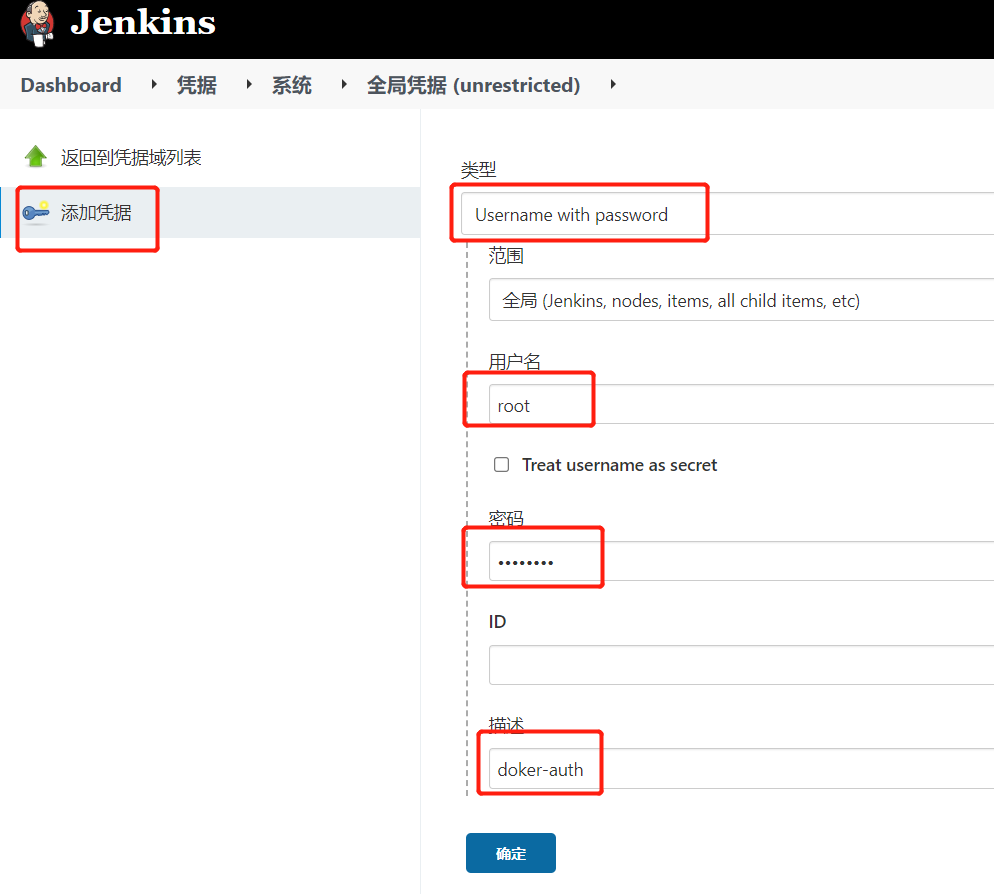 Jenkins
Dashboard 凭据 系统 全局凭据 (unrestricted)
返回到凭据域列表
添加凭据
类型
Username with password
范围
全局 (Jenkins, nodes, items, all child items, etc)
用户名
root
Treat username as secret
密码
••••••••
ID
描述
doker-auth
确定